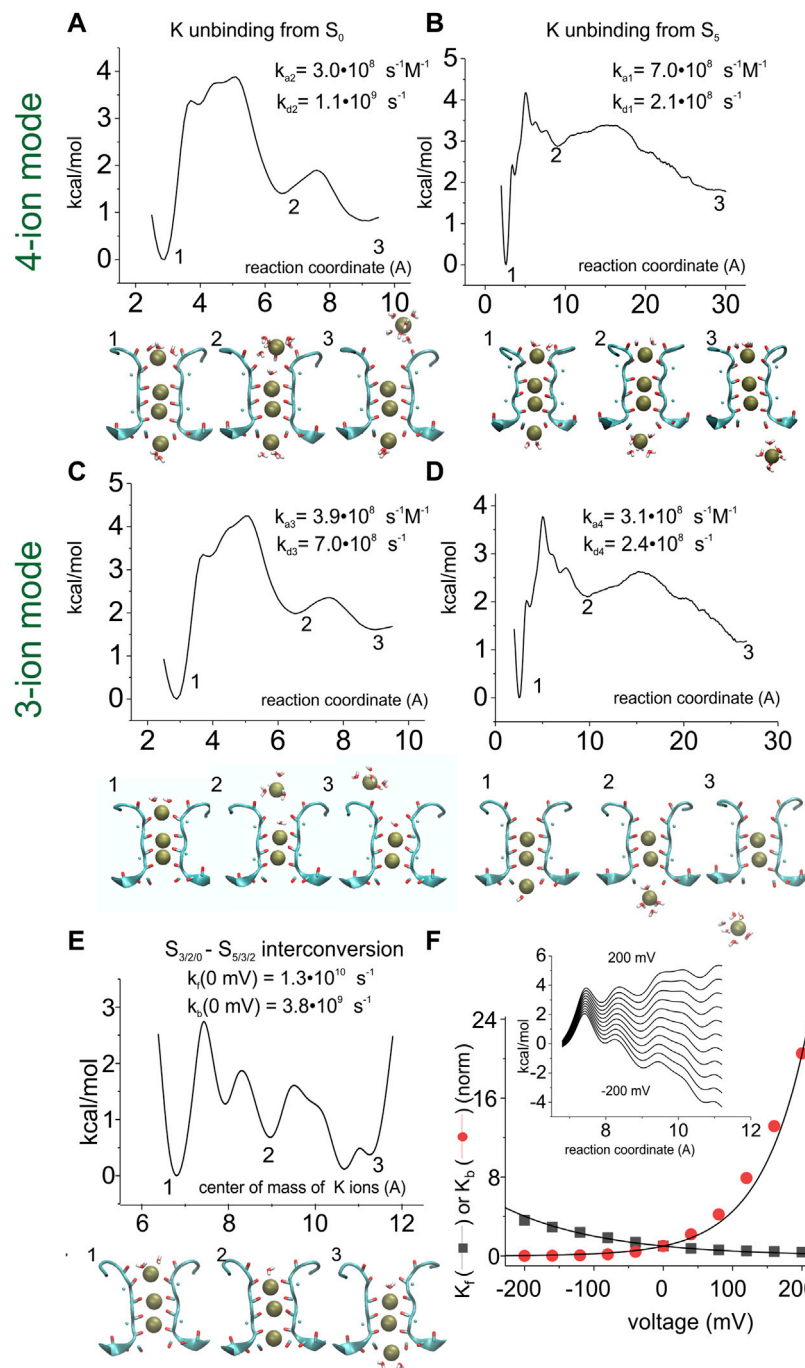 A
K unbinding from S0
ka2= 3.0•10^8 s^-1M^-1
kd2= 1.1•10^9 s^-1
4-ion mode
kcal/mol
4
3
2
1
0
1
2
3
reaction coordinate (A)
2 4 6 8 10
1 2 3
B
K unbinding from S5
ka1= 7.0•10^8 s^-1M^-1
kd1= 2.1•10^8 s^-1
kcal/mol
5
4
3
2
1
0
1
2
3
reaction coordinate (A)
0 10 20 30
1 2 3
C
ka3= 3.9•10^8 s^-1M^-1
kd3= 7.0•10^8 s^-1
3-ion mode
kcal/mol
5
4
3
2
1
0
1
2
3
reaction coordinate (A)
2 4 6 8 10
1 2 3
D
ka4= 3.1•10^8 s^-1M^-1
kd4= 2.4•10^8 s^-1
kcal/mol
4
3
2
1
0
1
2
3
reaction coordinate (A)
0 10 20 30
1 2 3
E
S3/2/0 - S5/3/2 interconversion
kf(0 mV) = 1.3•10^10 s^-1
kb(0 mV) = 3.8•10^9 s^-1
kcal/mol
3
2
1
0
1
2
3
center of mass of K ions (A)
6 8 10 12
1 2 3
F
Kf ( ) or Kb ( ) (norm)
24
16
8
0
kcal/mol
6
4
2
0
-2
-4
200 mV
-200 mV
8 10 12
reaction coordinate (A)
-200 -100 0 100 200
voltage (mV)